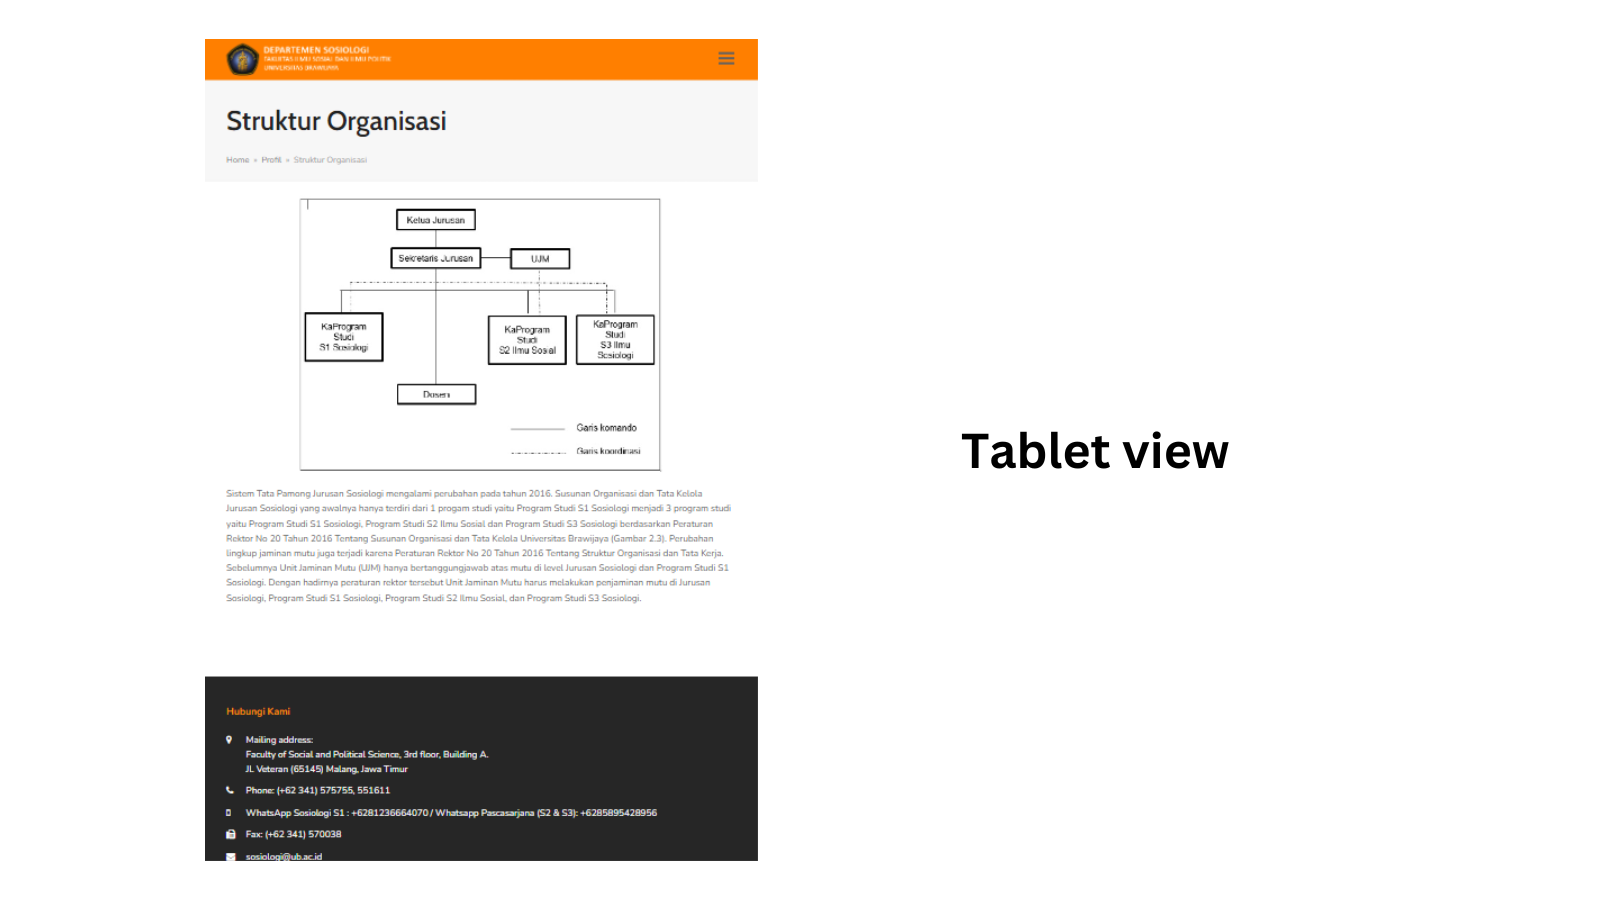 DEPARTEMEN SOSIOLOGI
FAKULTAS ILMU SOSIAL DAN ILMU POLITIK
UNIVERSITAS BRAWIJAYA
Struktur Organisasi
Home » Profil » Struktur Organisasi
Ketua Jurusan
Sekretaris Jurusan
UJM
KaProgram
Studi
S1 Sosiologi
KaProgram
Studi
S2 Ilmu Sosial
KaProgram
Studi
S3 Ilmu
Sosiologi
Dosen
Garis komando
Garis koordinasi
Tablet view
Sistem Tata Pamong Jurusan Sosiologi mengalami perubahan pada tahun 2016. Susunan Organisasi dan Tata Kelola
Jurusan Sosiologi yang awalnya hanya terdiri dari 1 progam studi yaitu Program Studi S1 Sosiologi menjadi 3 program studi
yaitu Program Studi S1 Sosiologi, Program Studi S2 Ilmu Sosial dan Program Studi S3 Sosiologi berdasarkan Peraturan
Rektor No 20 Tahun 2016 Tentang Susunan Organisasi dan Tata Kelola Universitas Brawijaya (Gambar 2.3). Perubahan
lingkup jaminan mutu juga terjadi karena Peraturan Rektor No 20 Tahun 2016 Tentang Struktur Organisasi dan Tata Kerja.
Sebelumnya Unit Jaminan Mutu (UJM) hanya bertanggungjawab atas mutu di level Jurusan Sosiologi dan Program Studi S1
Sosiologi. Dengan hadirnya peraturan rektor tersebut Unit Jaminan Mutu harus melakukan penjaminan mutu di Jurusan
Sosiologi, Program Studi S1 Sosiologi, Program Studi S2 Ilmu Sosial, dan Program Studi S3 Sosiologi.
Hubungi Kami
Mailing address:
Faculty of Social and Political Science, 3rd floor, Building A.
Jl. Veteran (65145) Malang, Jawa Timur
Phone: (+62 341) 575755, 551611
WhatsApp Sosiologi S1 : +6281236664070 / Whatsapp Pascasarjana (S2 & S3): +6285895428956
Fax: (+62 341) 570038
sosiologi@ub.ac.id